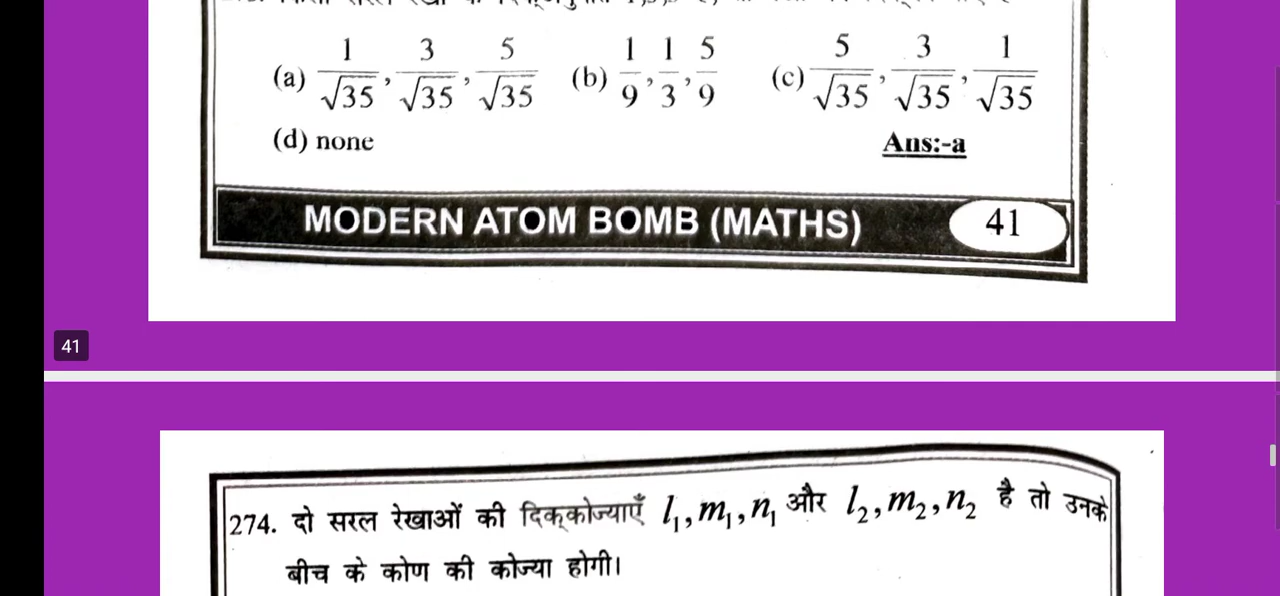 (a) 1/√35, 3/√35, 5/√35 (b) 1/9, 1/3, 5/9 (c) 5/√35, 3/√35, 1/√35
(d) none Ans:-a
MODERN ATOM BOMB (MATHS) 41
41
274. दो सरल रेखाओं की दिक्कोज्याएँ l₁, m₁, n₁ और l₂, m₂, n₂ है तो उनके
बीच के कोण की कोज्या होगी।